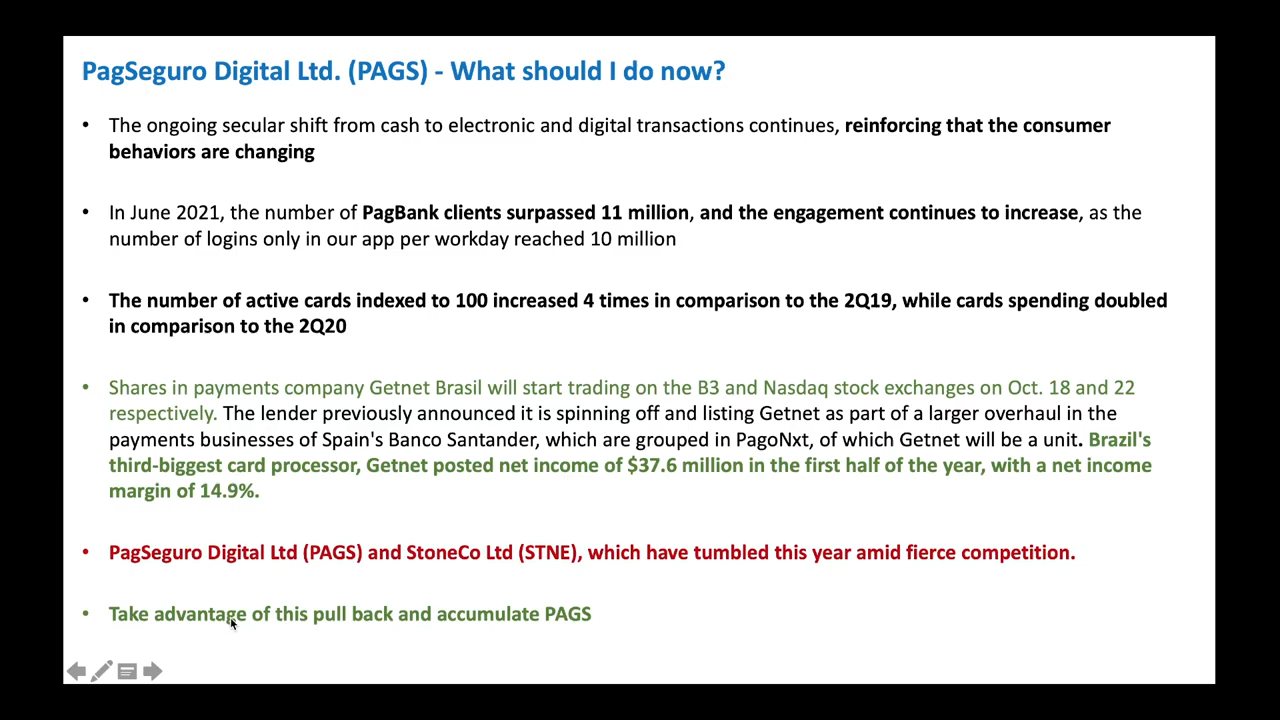 PagSeguro Digital Ltd. (PAGS) - What should I do now?
• The ongoing secular shift from cash to electronic and digital transactions continues, reinforcing that the consumer
behaviors are changing
• In June 2021, the number of PagBank clients surpassed 11 million, and the engagement continues to increase, as the
number of logins only in our app per workday reached 10 million
• The number of active cards indexed to 100 increased 4 times in comparison to the 2Q19, while cards spending doubled
in comparison to the 2Q20
• Shares in payments company Getnet Brasil will start trading on the B3 and Nasdaq stock exchanges on Oct. 18 and 22
respectively. The lender previously announced it is spinning off and listing Getnet as part of a larger overhaul in the
payments businesses of Spain's Banco Santander, which are grouped in PagoNxt, of which Getnet will be a unit. Brazil's
third-biggest card processor, Getnet posted net income of $37.6 million in the first half of the year, with a net income
margin of 14.9%.
• PagSeguro Digital Ltd (PAGS) and StoneCo Ltd (STNE), which have tumbled this year amid fierce competition.
• Take advantage of this pull back and accumulate PAGS